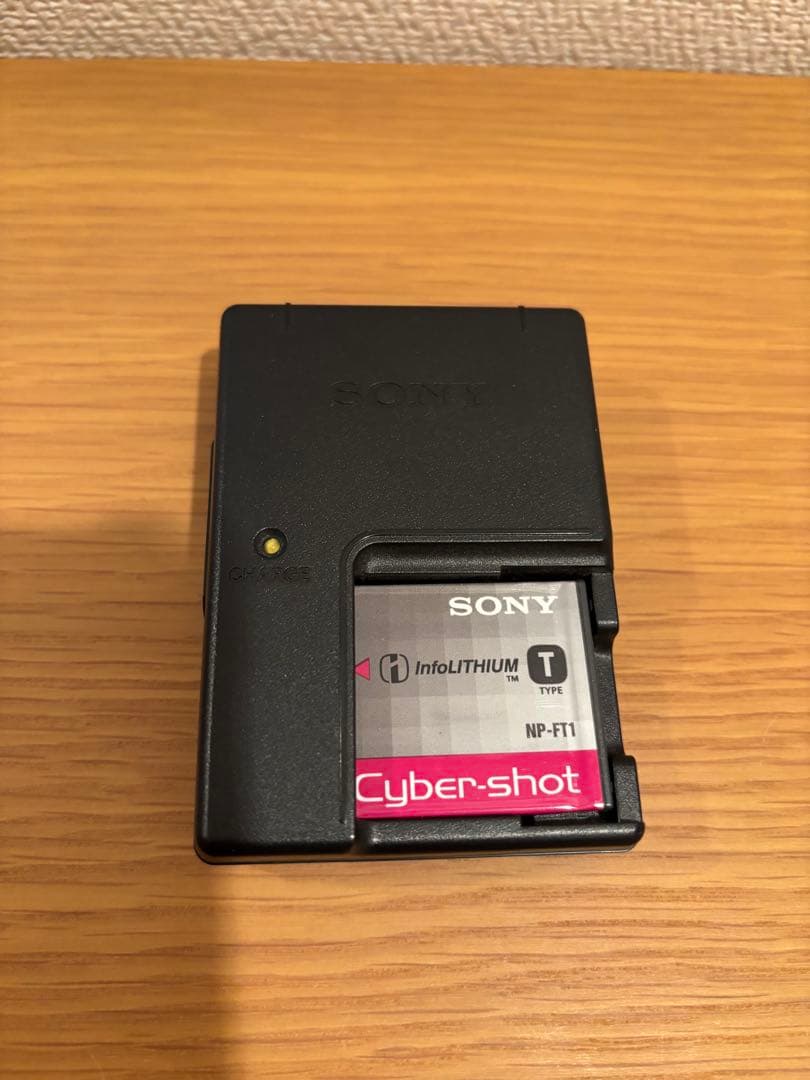 SONY
CHARGE
SONY
InfoLITHIUM
TM
T
TYPE
NP-FT1
Cyber-shot